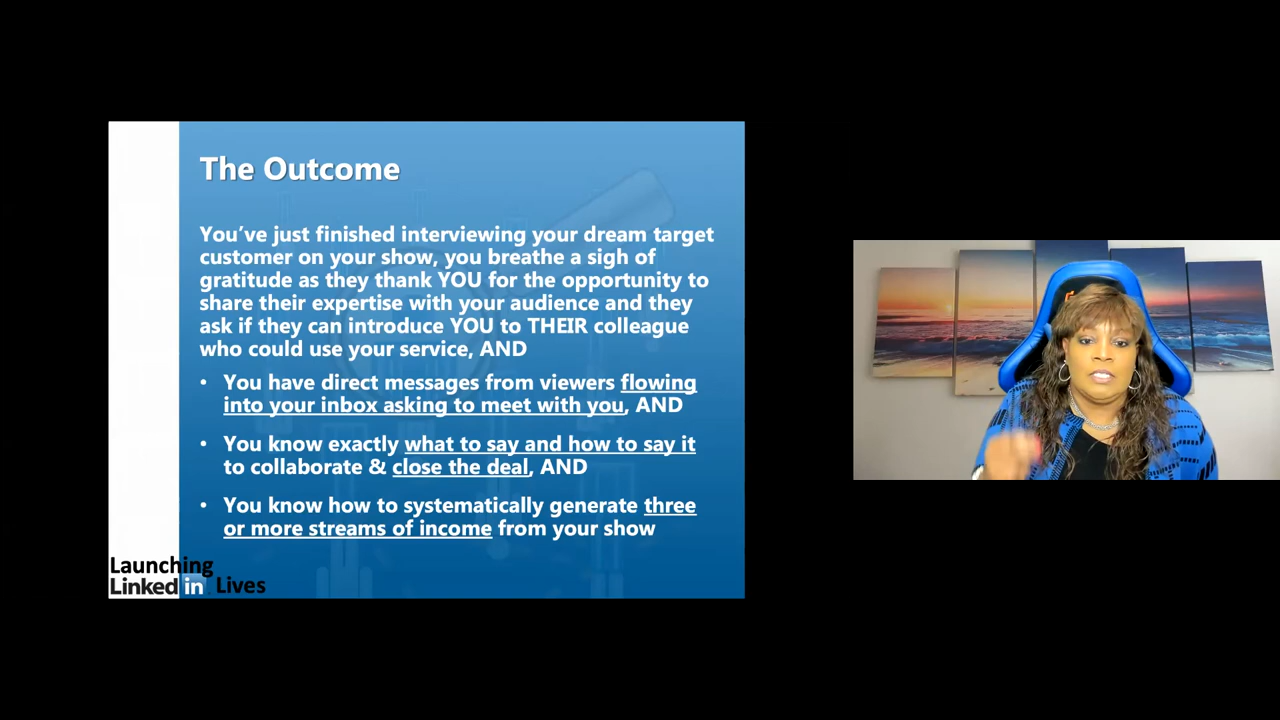 The Outcome
You've just finished interviewing your dream target
customer on your show, you breathe a sigh of
gratitude as they thank YOU for the opportunity to
share their expertise with your audience and they
ask if they can introduce YOU to THEIR colleague
who could use your service, AND
• You have direct messages from viewers flowing
into your inbox asking to meet with you, AND
• You know exactly what to say and how to say it
to collaborate & close the deal, AND
• You know how to systematically generate three
or more streams of income from your show
Launching
Linked in Lives